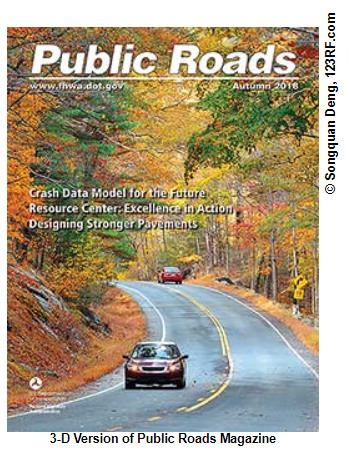 Public Roads
www.fhwa.dot.gov
Autumn 2018
Crash Data Model for the Future
Resource Center: Excellence in Action
Designing Stronger Pavements
© Songquan Deng, 123RF.com
3-D Version of Public Roads Magazine